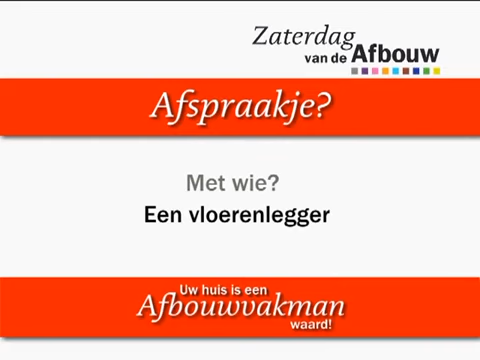 Zaterdag
van de Afbouw
Afspraakje?
Met wie?
Een vloerenlegger
Uw huis is een
Afbouwvakman
waard!